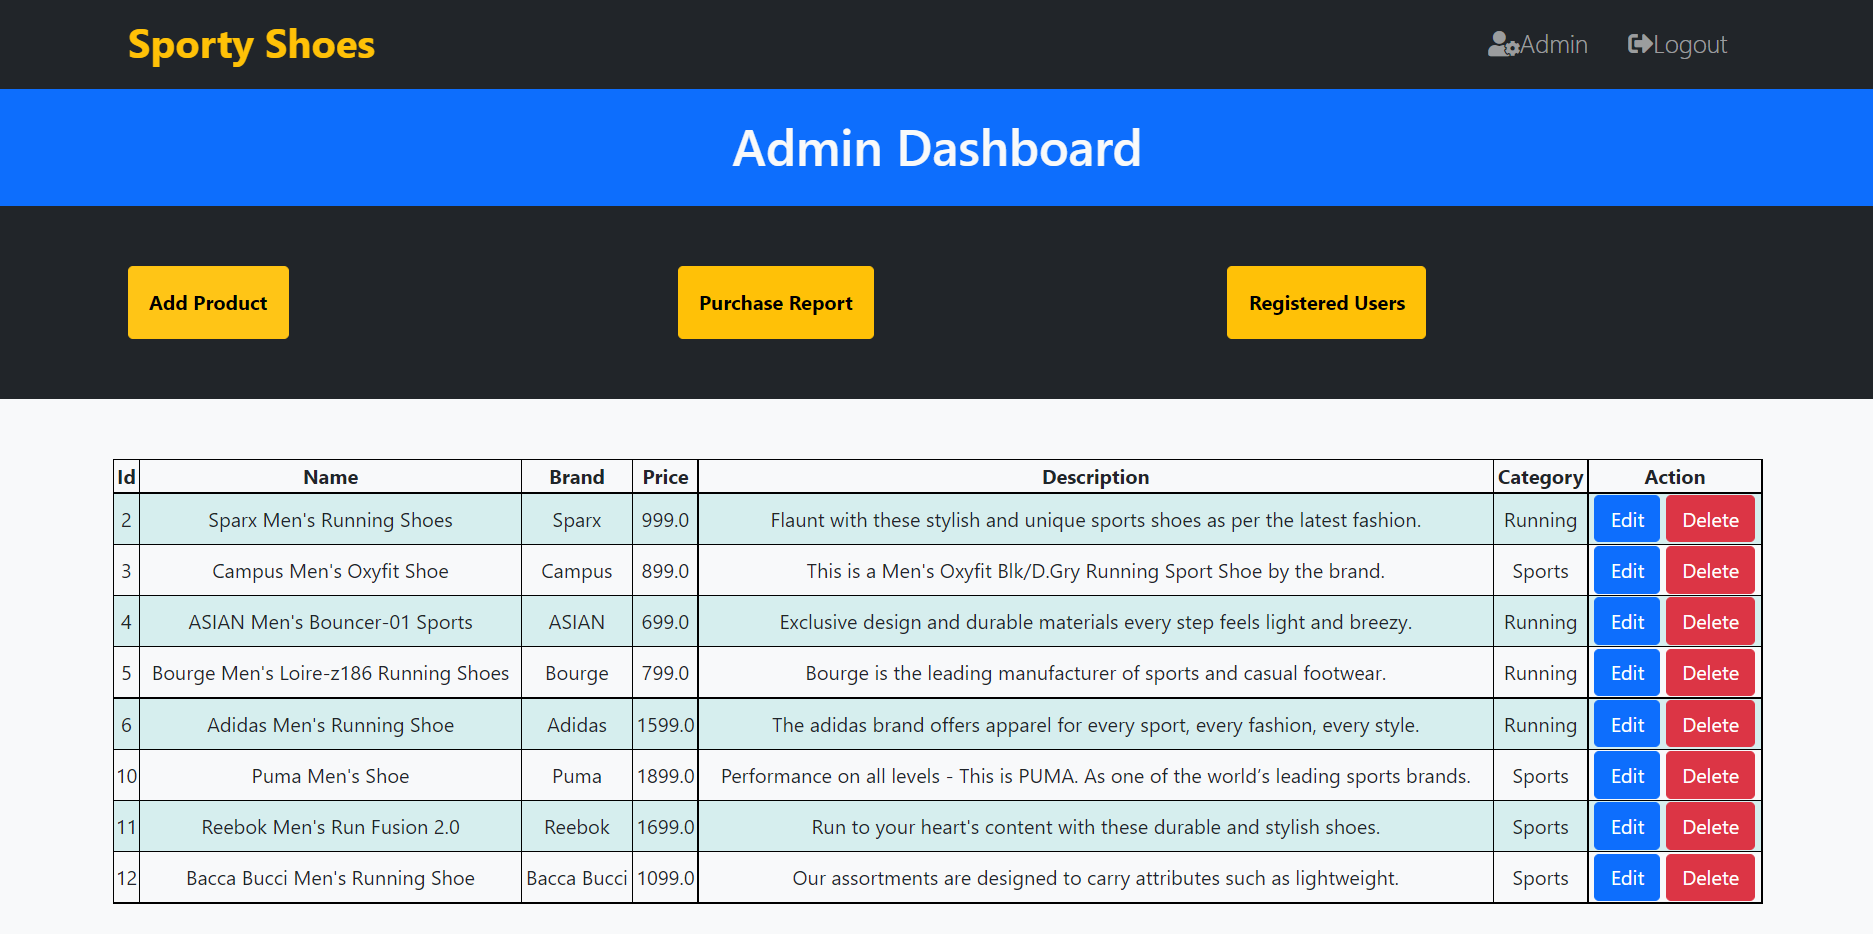 Sporty Shoes
Admin Logout
Admin Dashboard
Add Product Purchase Report Registered Users
Id Name Brand Price Description Category Action
2 Sparx Men's Running Shoes Sparx 999.0 Flaunt with these stylish and unique sports shoes as per the latest fashion. Running Edit Delete
3 Campus Men's Oxyfit Shoe Campus 899.0 This is a Men's Oxyfit Blk/D.Gry Running Sport Shoe by the brand. Sports Edit Delete
4 ASIAN Men's Bouncer-01 Sports ASIAN 699.0 Exclusive design and durable materials every step feels light and breezy. Running Edit Delete
5 Bourge Men's Loire-z186 Running Shoes Bourge 799.0 Bourge is the leading manufacturer of sports and casual footwear. Running Edit Delete
6 Adidas Men's Running Shoe Adidas 1599.0 The adidas brand offers apparel for every sport, every fashion, every style. Running Edit Delete
10 Puma Men's Shoe Puma 1899.0 Performance on all levels - This is PUMA. As one of the world’s leading sports brands. Sports Edit Delete
11 Reebok Men's Run Fusion 2.0 Reebok 1699.0 Run to your heart's content with these durable and stylish shoes. Sports Edit Delete
12 Bacca Bucci Men's Running Shoe Bacca Bucci 1099.0 Our assortments are designed to carry attributes such as lightweight. Sports Edit Delete